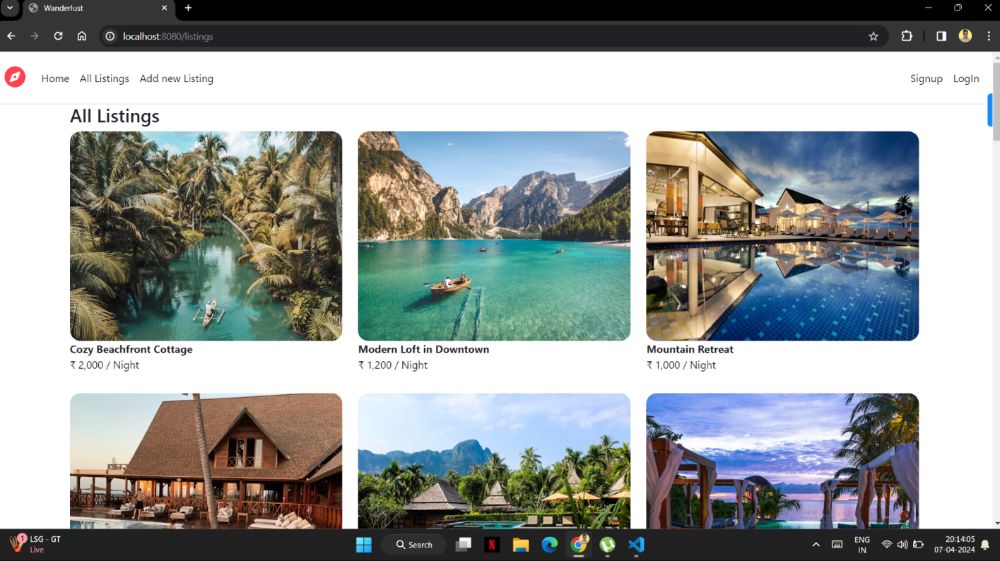 Wanderlust
localhost:8080/listings
Home All Listings Add new Listing Signup LogIn
All Listings
Cozy Beachfront Cottage
₹ 2,000 / Night
Modern Loft in Downtown
₹ 1,200 / Night
Mountain Retreat
₹ 1,000 / Night
1
LSG - GT
Live
N
Search
ENG
IN
20:14:05
07-04-2024